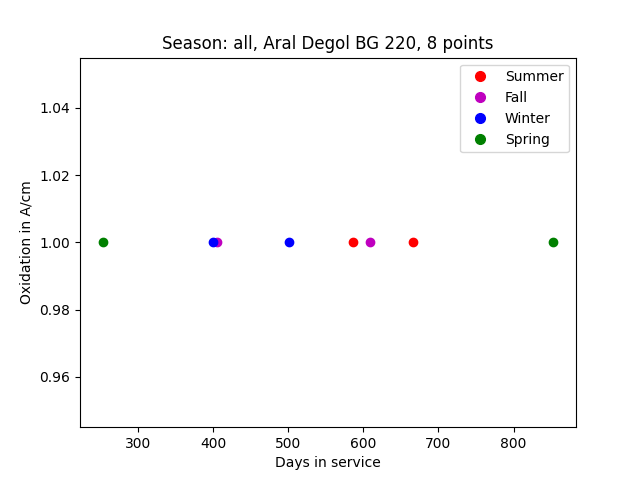 Season: all, Aral Degol BG 220, 8 points
Summer
Fall
Winter
Spring
1.04
1.02
1.00
0.98
0.96
Oxidation in A/cm
300 400 500 600 700 800
Days in service